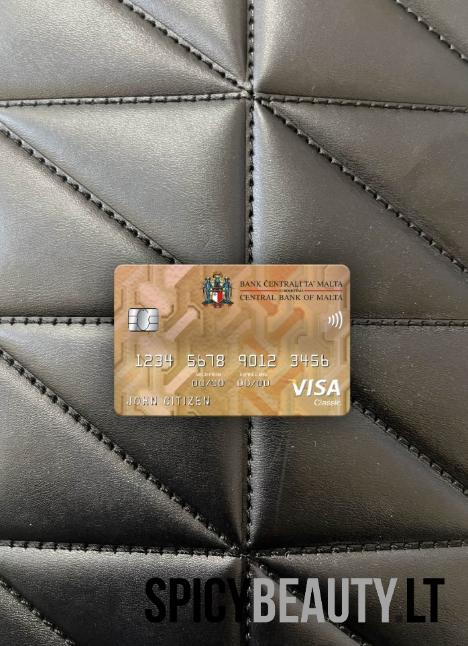 BANK ĊENTRALI TA' MALTA
CENTRAL BANK OF MALTA
1234 5678 9012 3456
00/00 00/00
VISA
Classic
JOHN CITIZEN
SPICYBEAUTY.LT